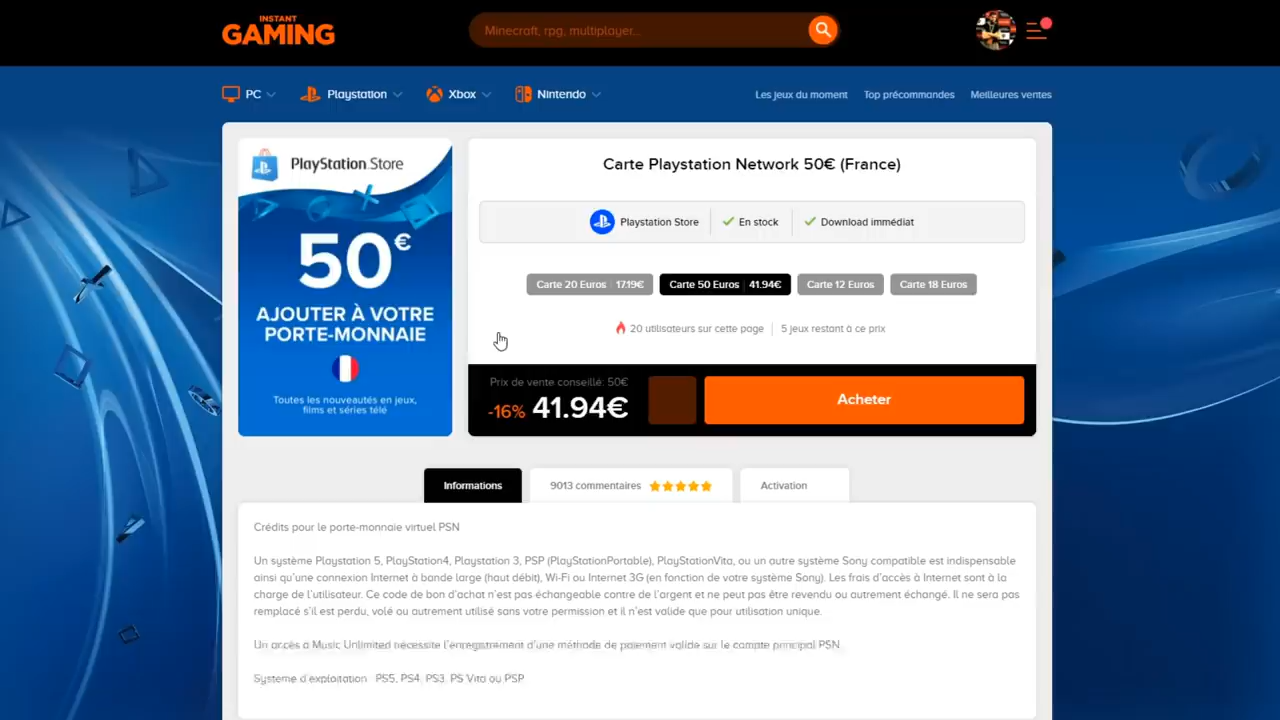 INSTANT
GAMING
Minecraft, rpg, multiplayer...
PC
Playstation
Xbox
Nintendo
Les jeux du moment
Top précommandes
Meilleures ventes
PlayStation Store
50€
AJOUTER À VOTRE
PORTE-MONNAIE
Toutes les nouveautés en jeux,
films et séries télé
Carte Playstation Network 50€ (France)
Playstation Store
En stock
Download immédiat
Carte 20 Euros 17.19€
Carte 50 Euros 41.94€
Carte 12 Euros
Carte 18 Euros
20 utilisateurs sur cette page
5 jeux restant à ce prix
Prix de vente conseillé: 50€
-16% 41.94€
Acheter
Informations
9013 commentaires
Activation
Crédits pour le porte-monnaie virtuel PSN
Un système Playstation 5, PlayStation4, Playstation 3, PSP (PlayStationPortable), PlayStationVita, ou un autre système Sony compatible est indispensable
ainsi qu'une connexion Internet à bande large (haut débit), Wi-Fi ou Internet 3G (en fonction de votre système Sony). Les frais d'accès à Internet sont à la
charge de l'utilisateur. Ce code de bon d'achat n'est pas échangeable contre de l'argent et ne peut pas être revendu ou autrement échangé. Il ne sera pas
remplacé s'il est perdu, volé ou autrement utilisé sans votre permission et il n'est valide que pour utilisation unique.
Un accès a Music Unlimited nécessite l'enregistrement d'une méthode de paiement valide sur le compte principal PSN.
Systeme d'exploitation PS5, PS4, PS3, PS Vita ou PSP